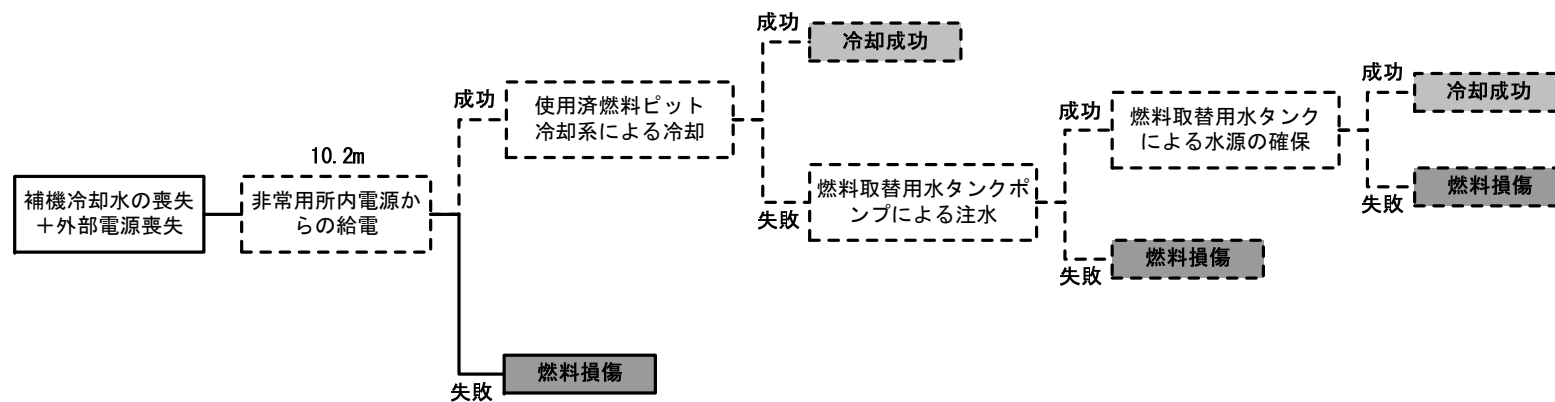 成功
冷却成功
成功
使用済燃料ピット
冷却系による冷却
成功
燃料取替用水タンク
による水源の確保
成功
冷却成功
10.2m
補機冷却水の喪失
+外部電源喪失
非常用所内電源か
らの給電
失敗
燃料取替用水タンクポ
ンプによる注水
失敗
燃料損傷
失敗
燃料損傷
失敗
燃料損傷